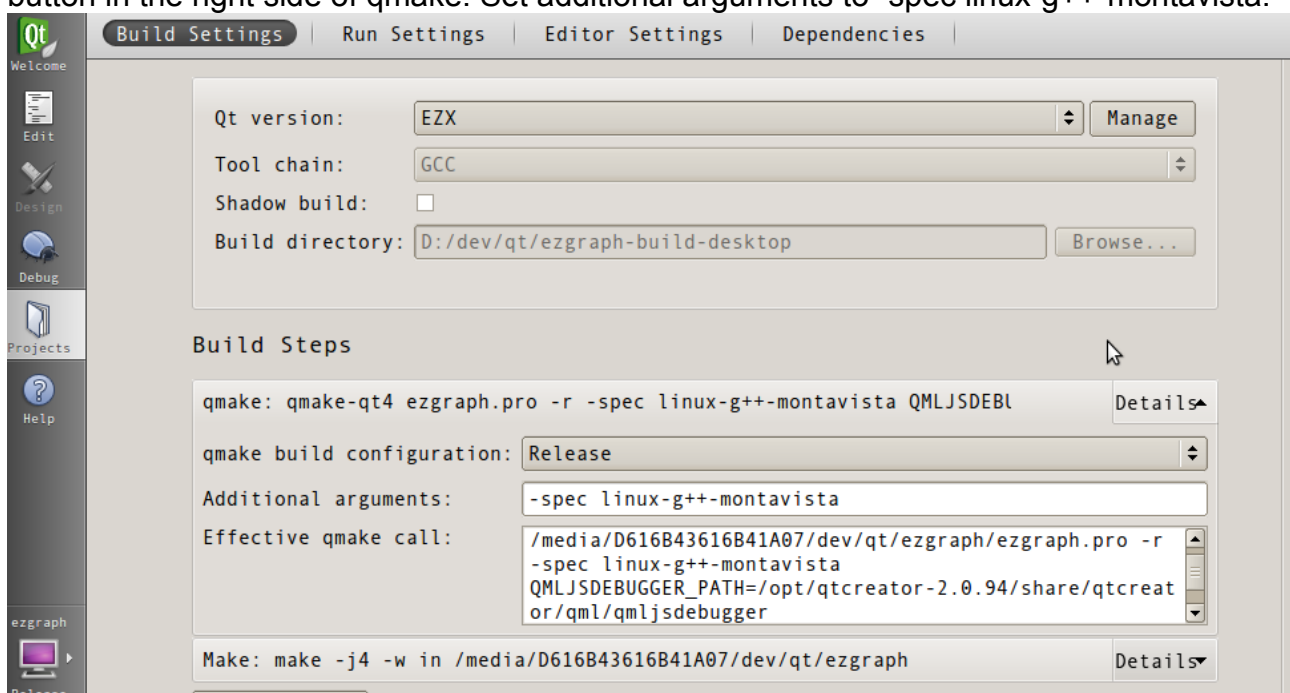 button in the right side of qmake. Set additional arguments to -spec linux-g++-montavista.
Qt
Build Settings | Run Settings | Editor Settings | Dependencies |
Welcome
Edit
Design
Debug
Projects
Help
ezgraph
Release
Qt version: EZX Manage
Tool chain: GCC
Shadow build:
Build directory: D:/dev/qt/ezgraph-build-desktop Browse...
Build Steps
qmake: qmake-qt4 ezgraph.pro -r -spec linux-g++-montavista QMLJSDEBU Details
qmake build configuration: Release
Additional arguments: -spec linux-g++-montavista
Effective qmake call: /media/D616B43616B41A07/dev/qt/ezgraph/ezgraph.pro -r
-spec linux-g++-montavista
QMLJSDEBUGGER_PATH=/opt/qtcreator-2.0.94/share/qtcreat
or/qml/qmljsdebugger
Make: make -j4 -w in /media/D616B43616B41A07/dev/qt/ezgraph Details